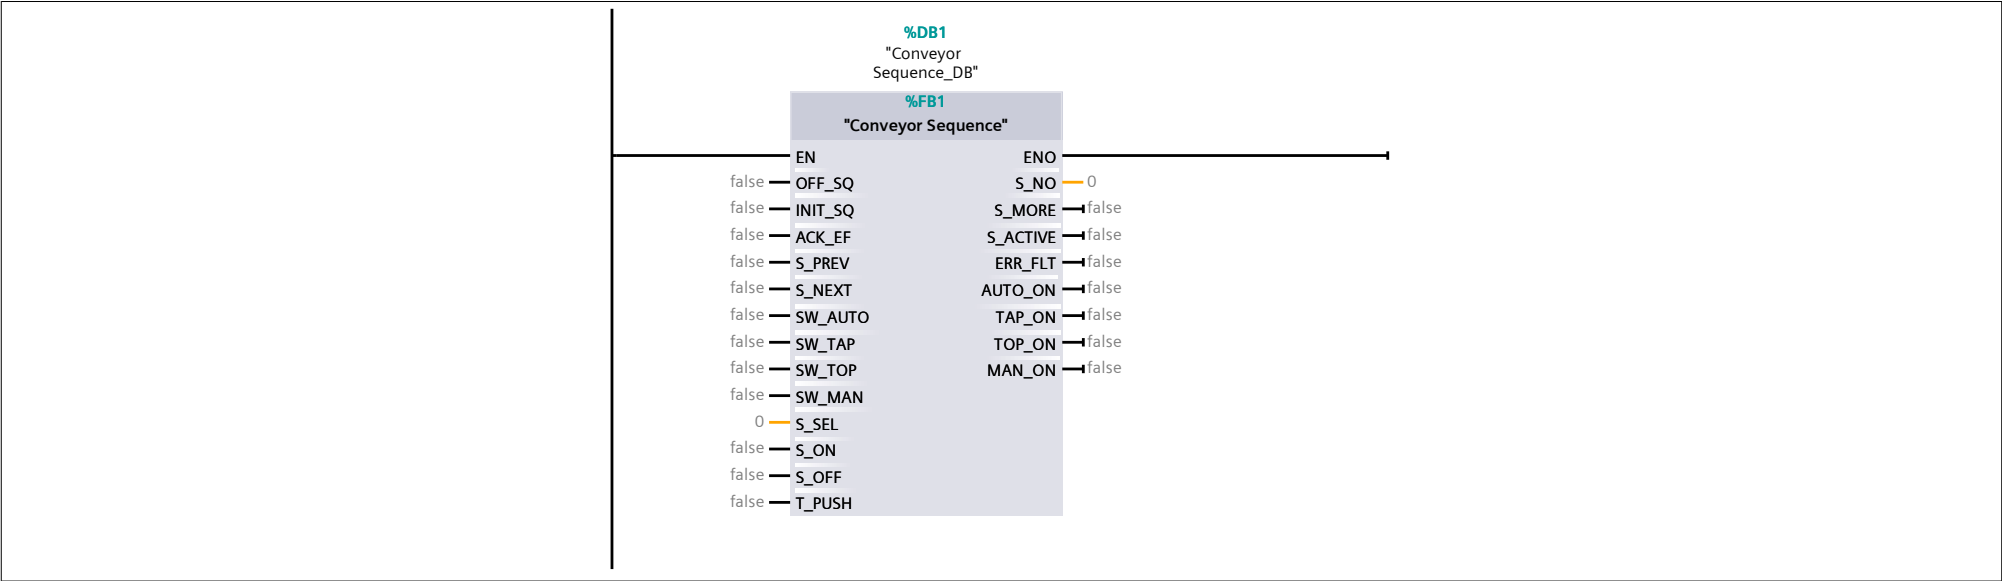 %DB1
"Conveyor
Sequence_DB"
%FB1
"Conveyor Sequence"
EN ENO
false OFF_SQ S_NO 0
false INIT_SQ S_MORE false
false ACK_EF S_ACTIVE false
false S_PREV ERR_FLT false
false S_NEXT AUTO_ON false
false SW_AUTO TAP_ON false
false SW_TAP TOP_ON false
false SW_TOP MAN_ON false
false SW_MAN
0 S_SEL
false S_ON
false S_OFF
false T_PUSH